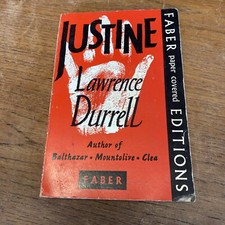 JUSTINE
Lawrence
Durrell
Author of
Balthazar • Mountolive • Clea
FABER
FABER paper covered EDITIONS